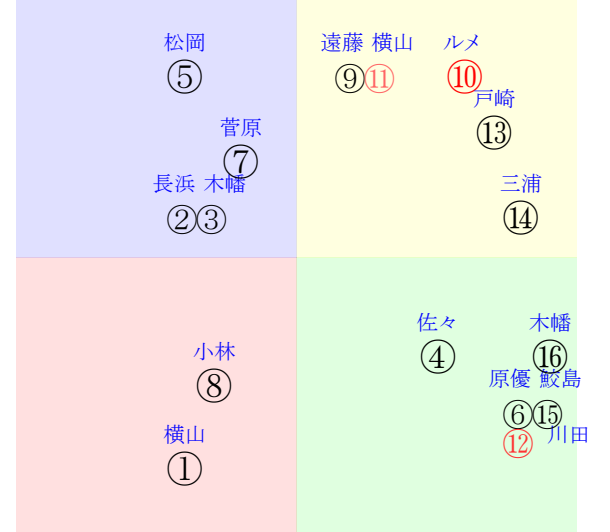 松岡
⑤
遠藤 横山 ルメ
⑨⑪ ⑩
戸崎
⑬
菅原
⑦
長浜 木幡
②③
三浦
⑭
小林
⑧
横山
①
佐々 木幡
④ ⑯
原優 鮫島
⑥⑮
⑫ 川田